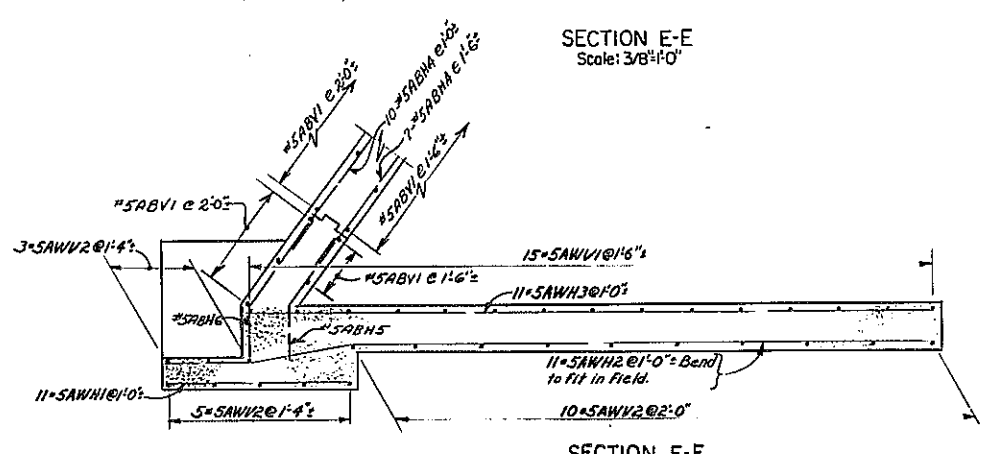 SECTION E-E
Scale: 3/8"=1'-0"
#5ABV1 @ 2'-0"±
10-#5ABHA @ 1'-0"±
7-#5ABHA @ 1'-6"±
#5ABV1 @ 1'-6"±
#5ABV1 @ 2'-0"±
3-#5AWV2@1'-4"±
15-#5AWV1@1'-6"±
#5ABV1 @ 1'-6"±
11-#5AWH3@1'-0"±
#5ABH6
#5ABH5
11-#5AWH2@1'-0"± Bend
to fit in field.
11-#5AWH1@1'-0"±
5-#5AWV2@1'-4"±
10-#5AWV2@2'-0"
SECTION F-F